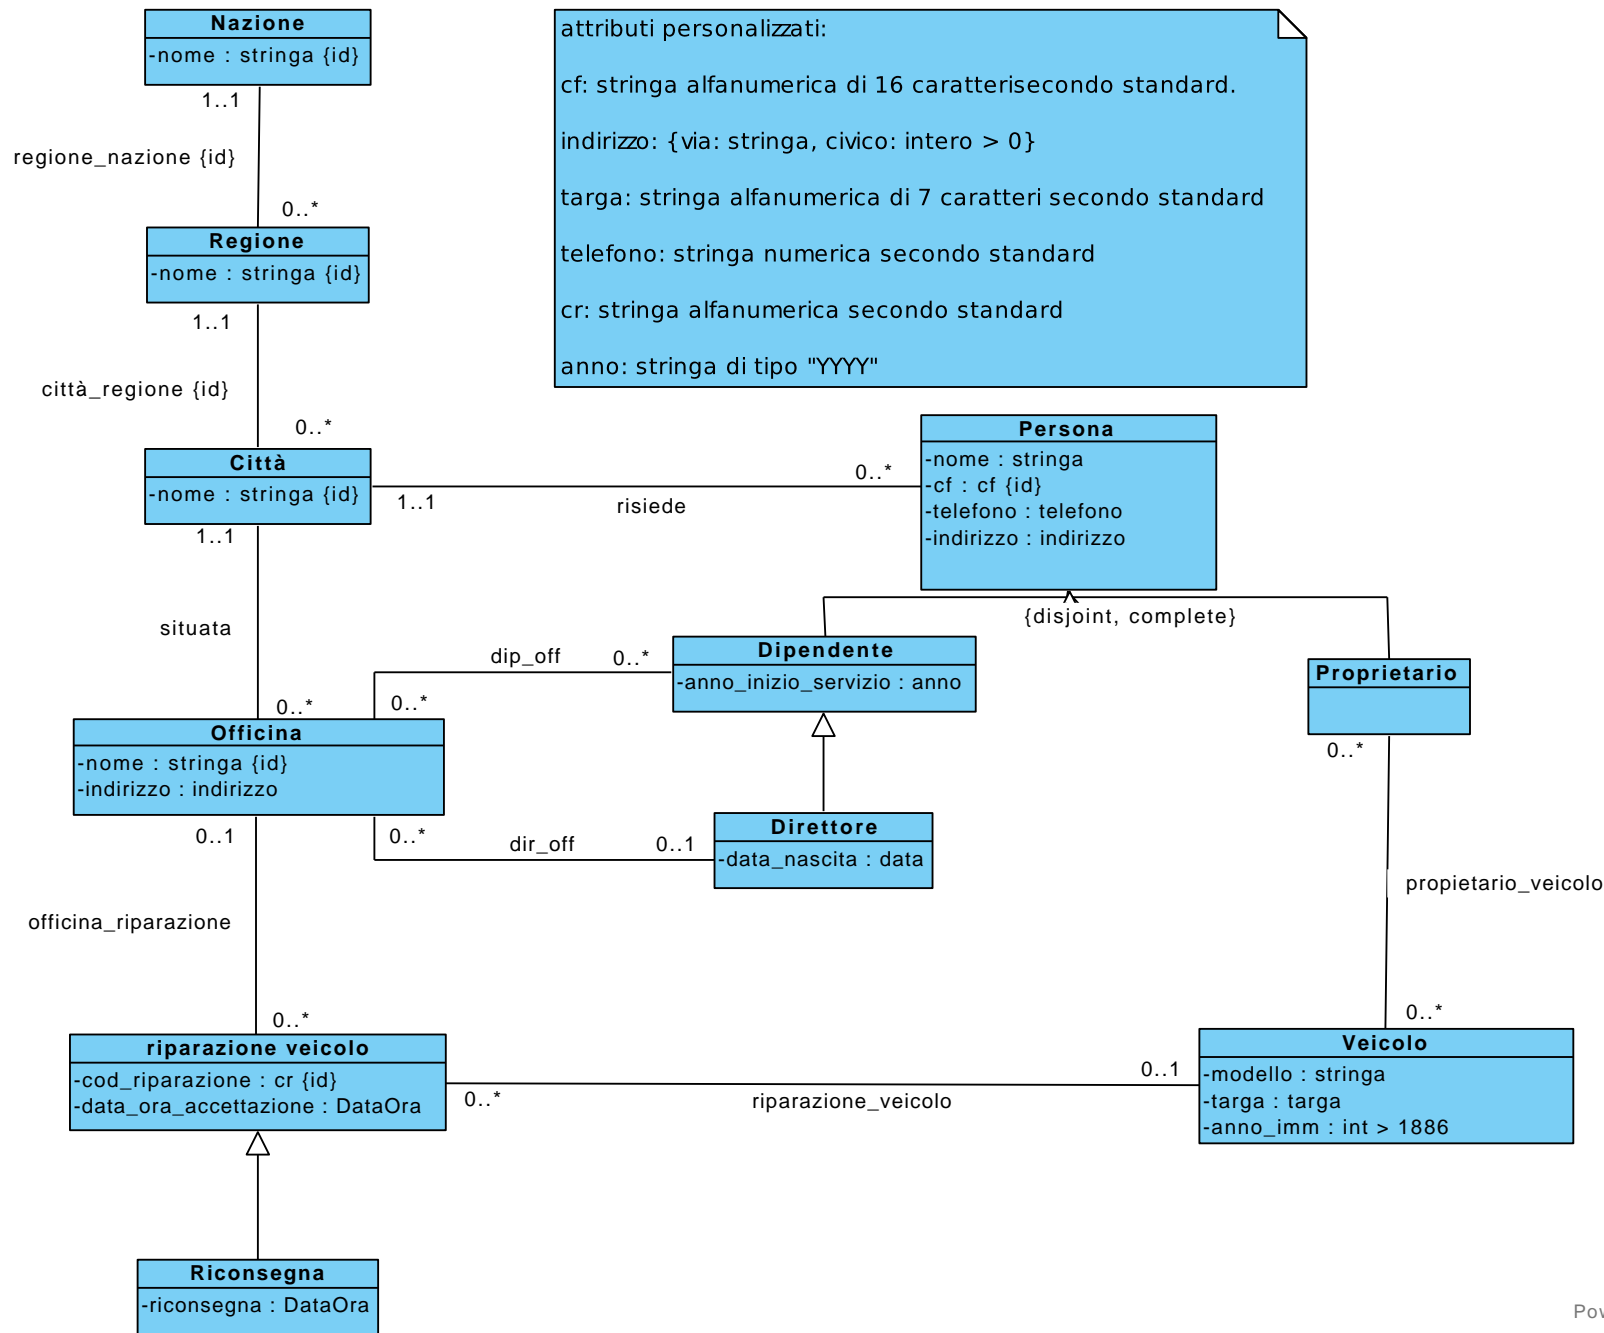 Nazione
-nome : stringa {id}
1..1
regione_nazione {id}
0..*
Regione
-nome : stringa {id}
1..1
città_regione {id}
0..*
Città
-nome : stringa {id}
1..1
situata
0..*
attributi personalizzati:
cf: stringa alfanumerica di 16 caratterisecondo standard.
indirizzo: {via: stringa, civico: intero > 0}
targa: stringa alfanumerica di 7 caratteri secondo standard
telefono: stringa numerica secondo standard
cr: stringa alfanumerica secondo standard
anno: stringa di tipo "YYYY"
1..1
risiede
0..*
Persona
-nome : stringa
-cf : cf {id}
-telefono : telefono
-indirizzo : indirizzo
{disjoint, complete}
dip_off
0..*
0..*
Dipendente
-anno_inizio_servizio : anno
Proprietario
0..*
Officina
-nome : stringa {id}
-indirizzo : indirizzo
0..1
0..*
dir_off
0..1
Direttore
-data_nascita : data
propietario_veicolo
officina_riparazione
0..*
0..*
riparazione veicolo
-cod_riparazione : cr {id}
-data_ora_accettazione : DataOra
0..*
riparazione_veicolo
0..1
Veicolo
-modello : stringa
-targa : targa
-anno_imm : int > 1886
Riconsegna
-riconsegna : DataOra